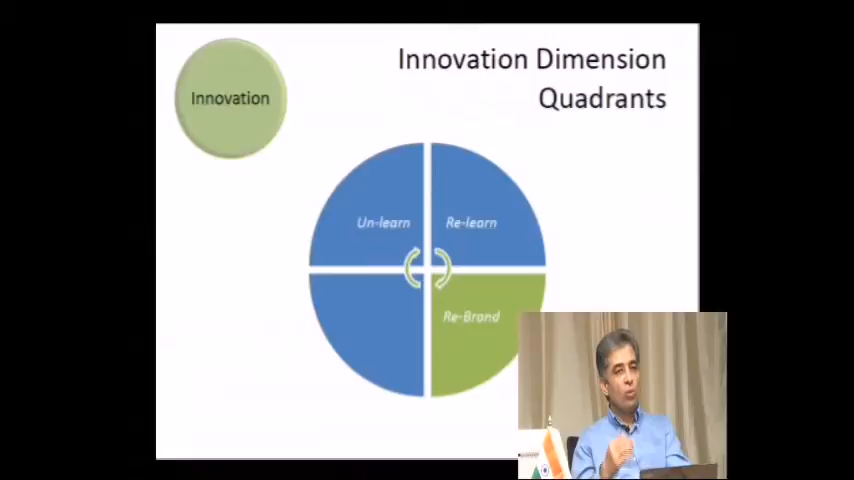 Innovation
Innovation Dimension
Quadrants
Un-learn
Re-learn
Re-Brand